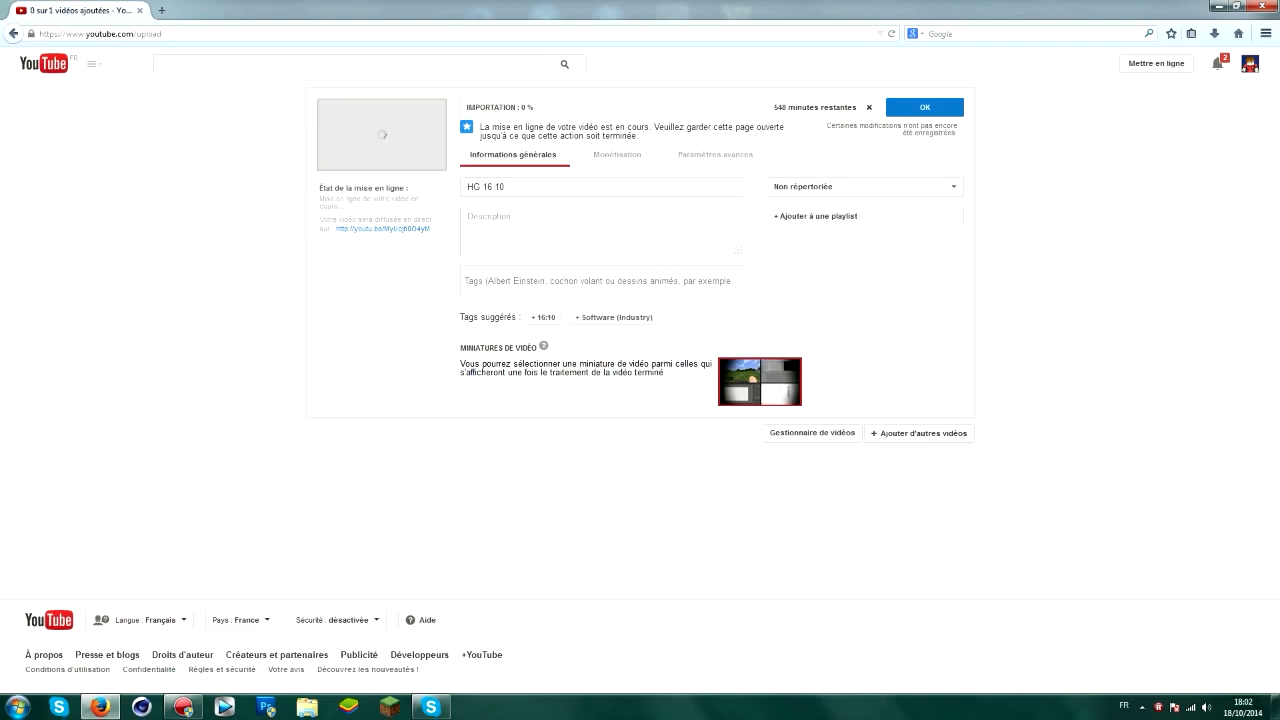 0 sur 1 vidéos ajoutées - Yo...
https://www.youtube.com/upload
Google
YouTube FR
Mettre en ligne
2
IMPORTATION : 0 %
548 minutes restantes
OK
La mise en ligne de votre vidéo est en cours. Veuillez garder cette page ouverte
jusqu'à ce que cette action soit terminée.
Certaines modifications n'ont pas encore
été enregistrées.
Informations générales
Monétisation
Paramètres avancés
État de la mise en ligne :
Mise en ligne de votre vidéo en
cours ...
Votre vidéo sera diffusée en direct
sur :
HG 16 10
Non répertoriée
Description
+ Ajouter à une playlist
Tags (Albert Einstein, cochon volant ou dessins animés, par exemple
Tags suggérés :
+ 16:10
+ Software (Industry)
MINIATURES DE VIDÉO ?
Vous pourrez sélectionner une miniature de vidéo parmi celles qui
s'afficheront une fois le traitement de la vidéo terminé
Gestionnaire de vidéos
+ Ajouter d'autres vidéos
YouTube
Langue : Français
Pays : France
Sécurité : désactivée
? Aide
À propos
Presse et blogs
Droits d'auteur
Créateurs et partenaires
Publicité
Développeurs
+YouTube
Conditions d'utilisation
Confidentialité
Règles et sécurité
Votre avis
Découvrez les nouveautés !
FR
18:02
18/10/2014